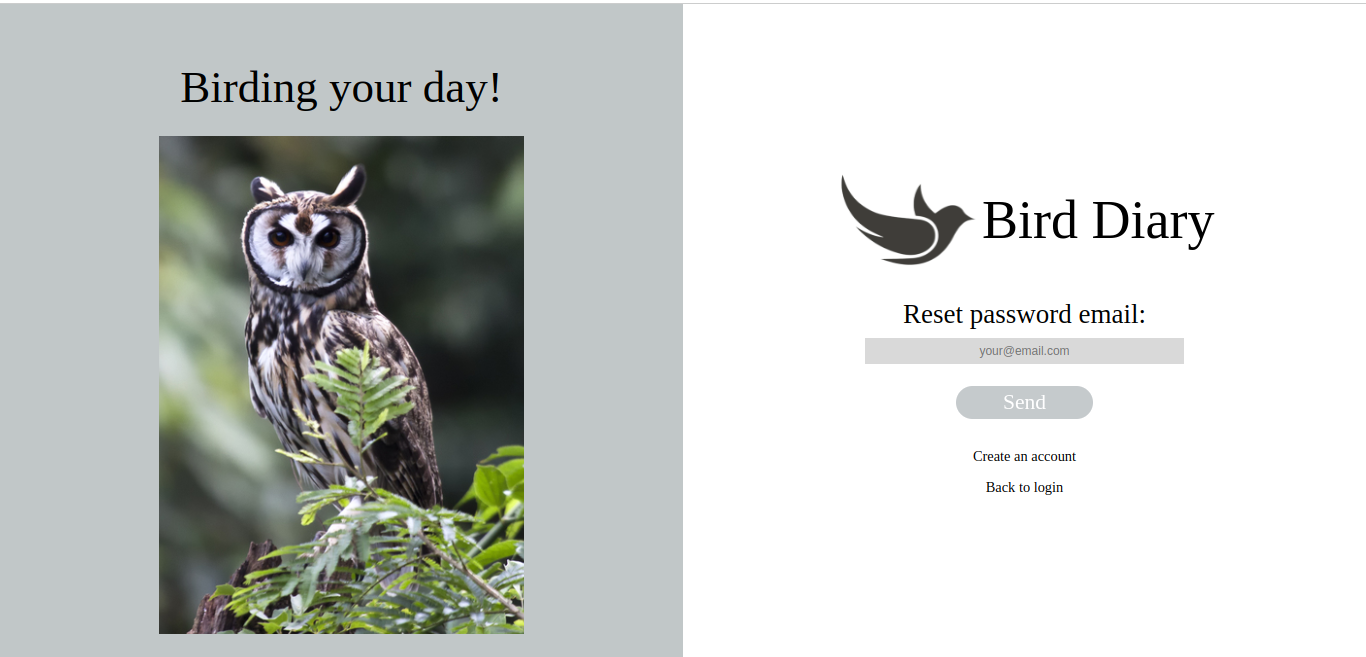 Birding your day!
Bird Diary
Reset password email:
your@email.com
Send
Create an account
Back to login